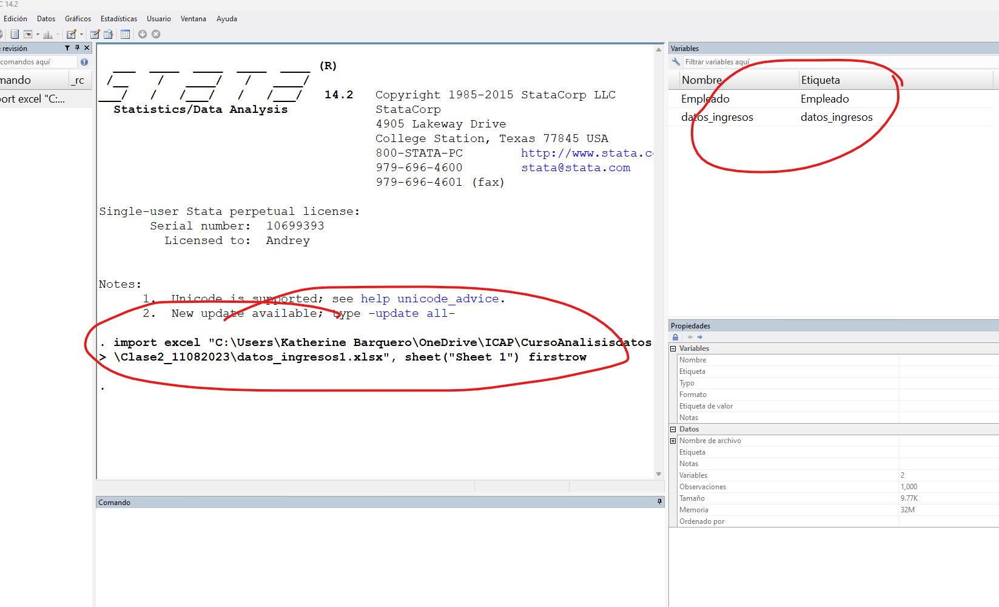 C 14.2
Edición Datos Gráficos Estadísticas Usuario Ventana Ayuda
revisión
comandos aquí
mando _rc
ort excel "C:...
(R)
STATA
14.2 Copyright 1985-2015 StataCorp LLC
Statistics/Data Analysis StataCorp
4905 Lakeway Drive
College Station, Texas 77845 USA
800-STATA-PC http://www.stata.c
979-696-4600 stata@stata.com
979-696-4601 (fax)
Single-user Stata perpetual license:
Serial number: 10699393
Licensed to: Andrey
Notes:
1. Unicode is supported; see help unicode_advice.
2. New update available; type -update all-
. import excel "C:\Users\Katherine Barquero\OneDrive\ICAP\CursoAnalisisdatos
> \Clase2_11082023\datos_ingresos1.xlsx", sheet("Sheet 1") firstrow
.
Comando
Variables
Filtrar variables aquí
Nombre Etiqueta
Empleado Empleado
datos_ingresos datos_ingresos
Propiedades
Variables
Nombre
Etiqueta
Typo
Formato
Etiqueta de valor
Notas
Datos
Nombre de archivo
Etiqueta
Notas
Variables 2
Observaciones 1,000
Tamaño 9.77K
Memoria 32M
Ordenado por